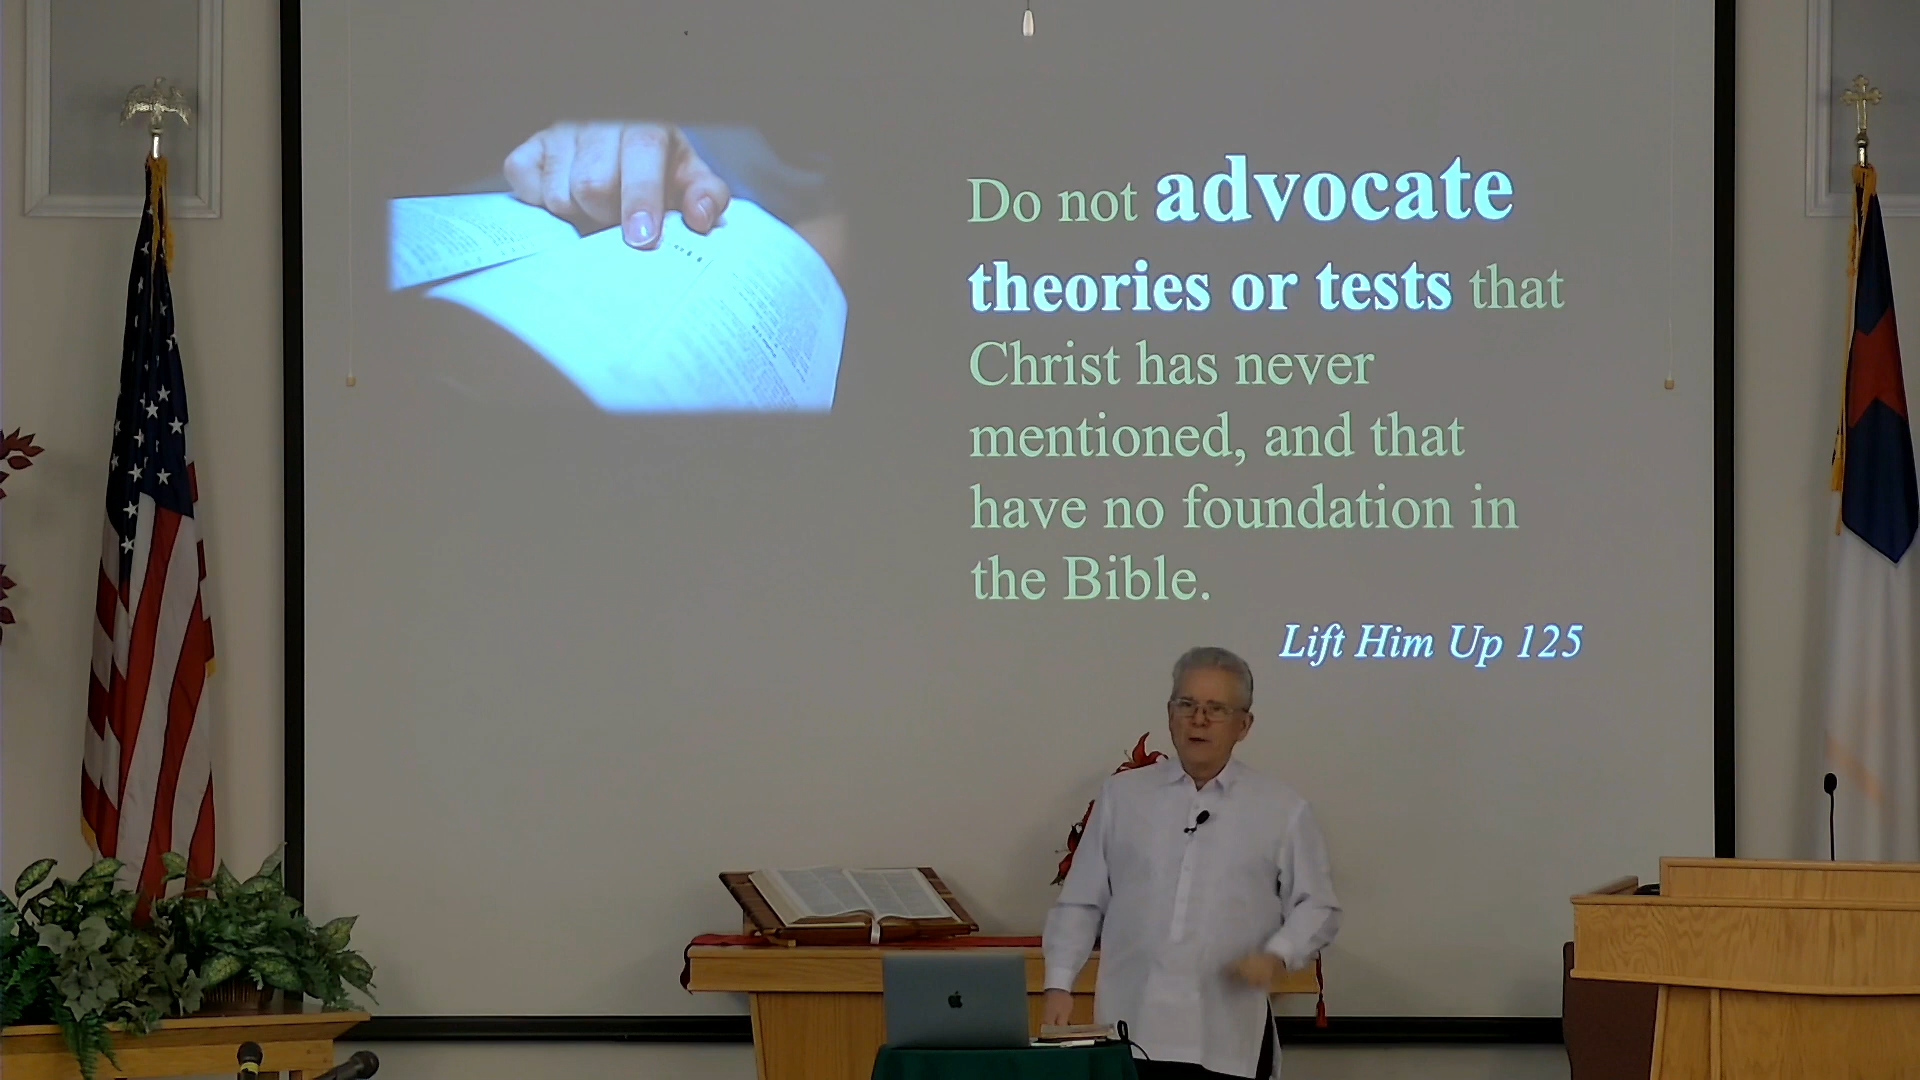 Do not advocate
theories or tests that
Christ has never
mentioned, and that
have no foundation in
the Bible.
Lift Him Up 125